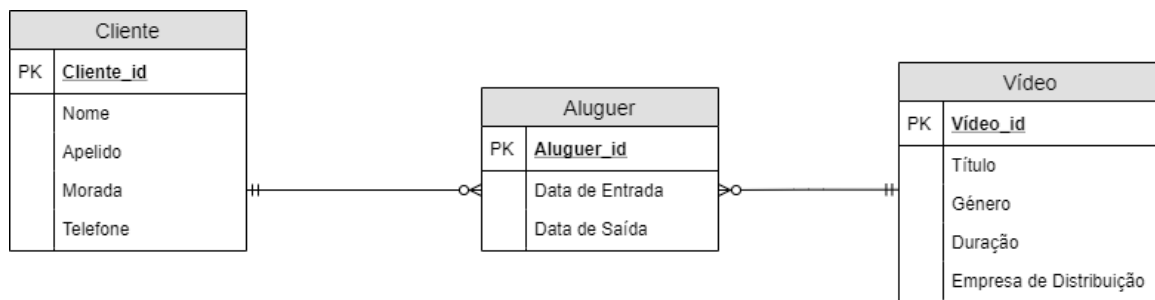 Cliente
PK Cliente_id
Nome
Apelido
Morada
Telefone
Aluguer
PK Aluguer_id
Data de Entrada
Data de Saída
Vídeo
PK Vídeo_id
Título
Género
Duração
Empresa de Distribuição